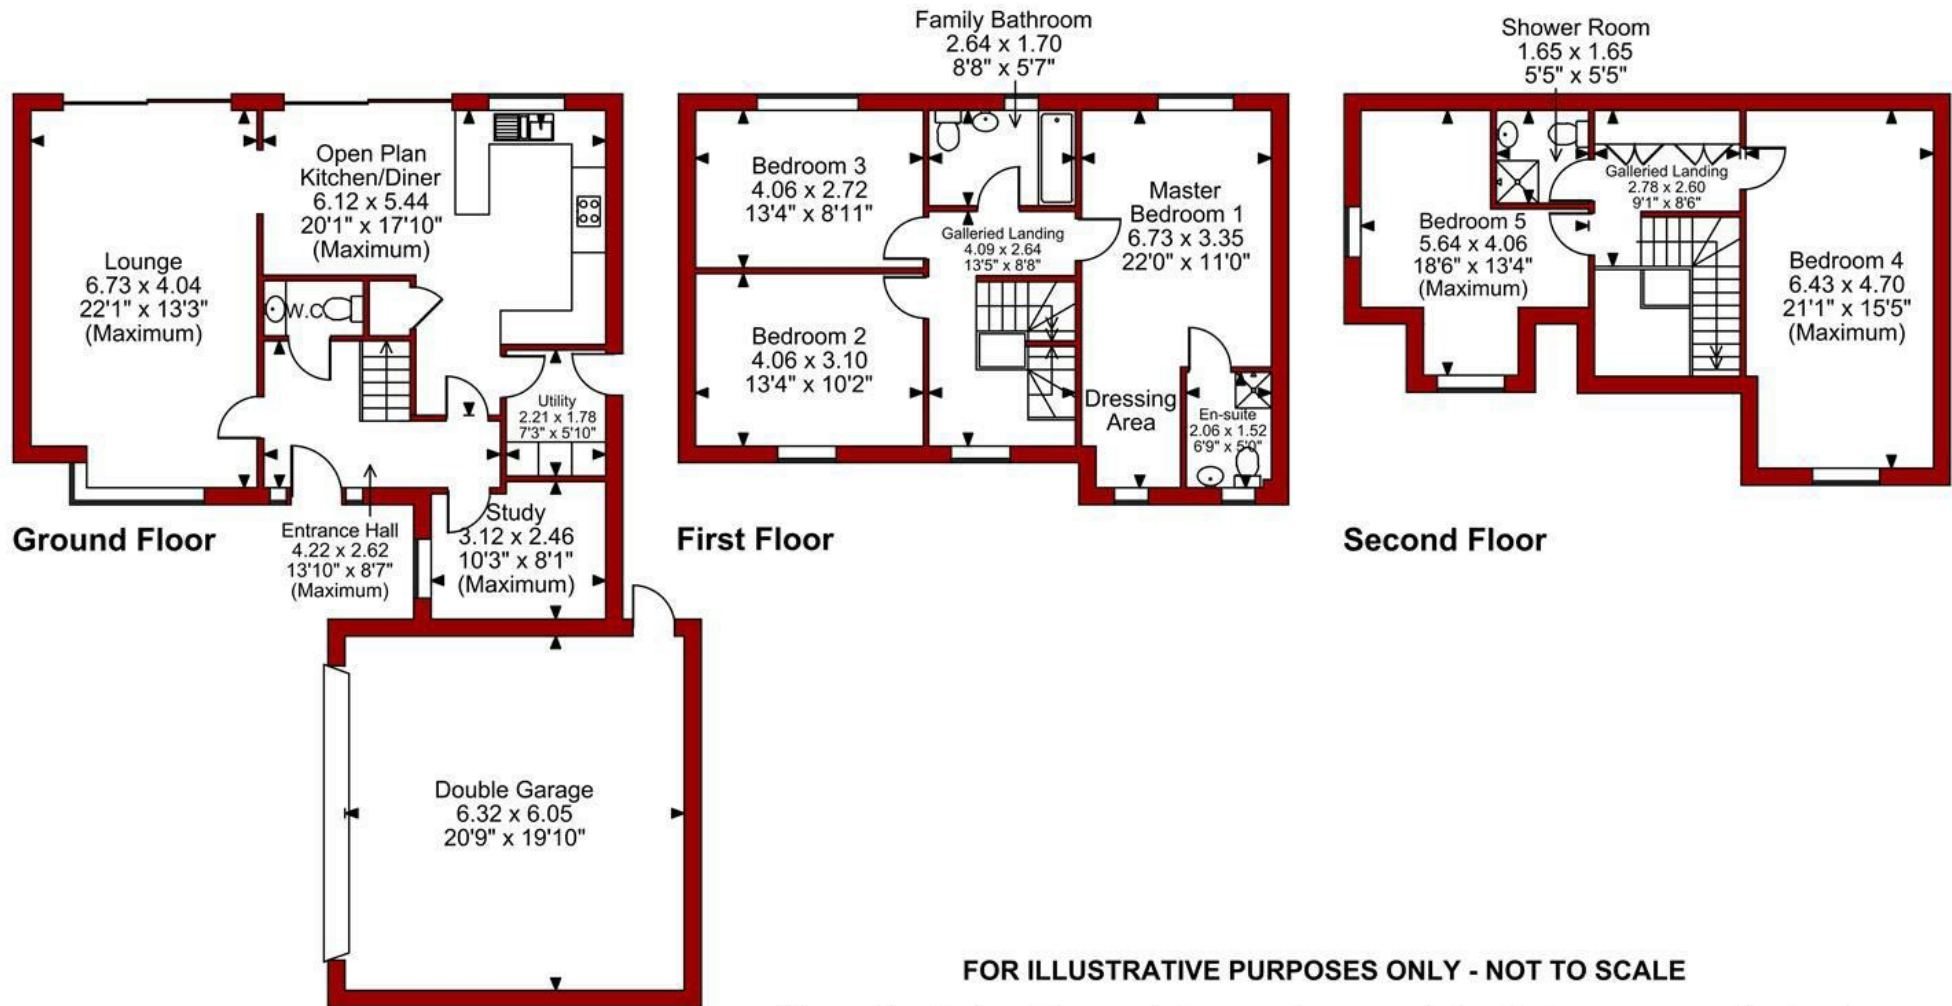 Family Bathroom
2.64 x 1.70
8'8" x 5'7"
Shower Room
1.65 x 1.65
5'5" x 5'5"
Open Plan
Kitchen/Diner
6.12 x 5.44
20'1" x 17'10"
(Maximum)
Lounge
6.73 x 4.04
22'1" x 13'3"
(Maximum)
W.C
Utility
2.21 x 1.78
7'3" x 5'10"
Study
3.12 x 2.46
10'3" x 8'1"
(Maximum)
Entrance Hall
4.22 x 2.62
13'10" x 8'7"
(Maximum)
Ground Floor
Double Garage
6.32 x 6.05
20'9" x 19'10"
Bedroom 3
4.06 x 2.72
13'4" x 8'11"
Galleried Landing
4.09 x 2.64
13'5" x 8'8"
Master
Bedroom 1
6.73 x 3.35
22'0" x 11'0"
Bedroom 2
4.06 x 3.10
13'4" x 10'2"
Dressing
Area
En-suite
2.06 x 1.52
6'9" x 5'0"
First Floor
Galleried Landing
2.78 x 2.60
9'1" x 8'6"
Bedroom 5
5.64 x 4.06
18'6" x 13'4"
(Maximum)
Bedroom 4
6.43 x 4.70
21'1" x 15'5"
(Maximum)
Second Floor
FOR ILLUSTRATIVE PURPOSES ONLY - NOT TO SCALE